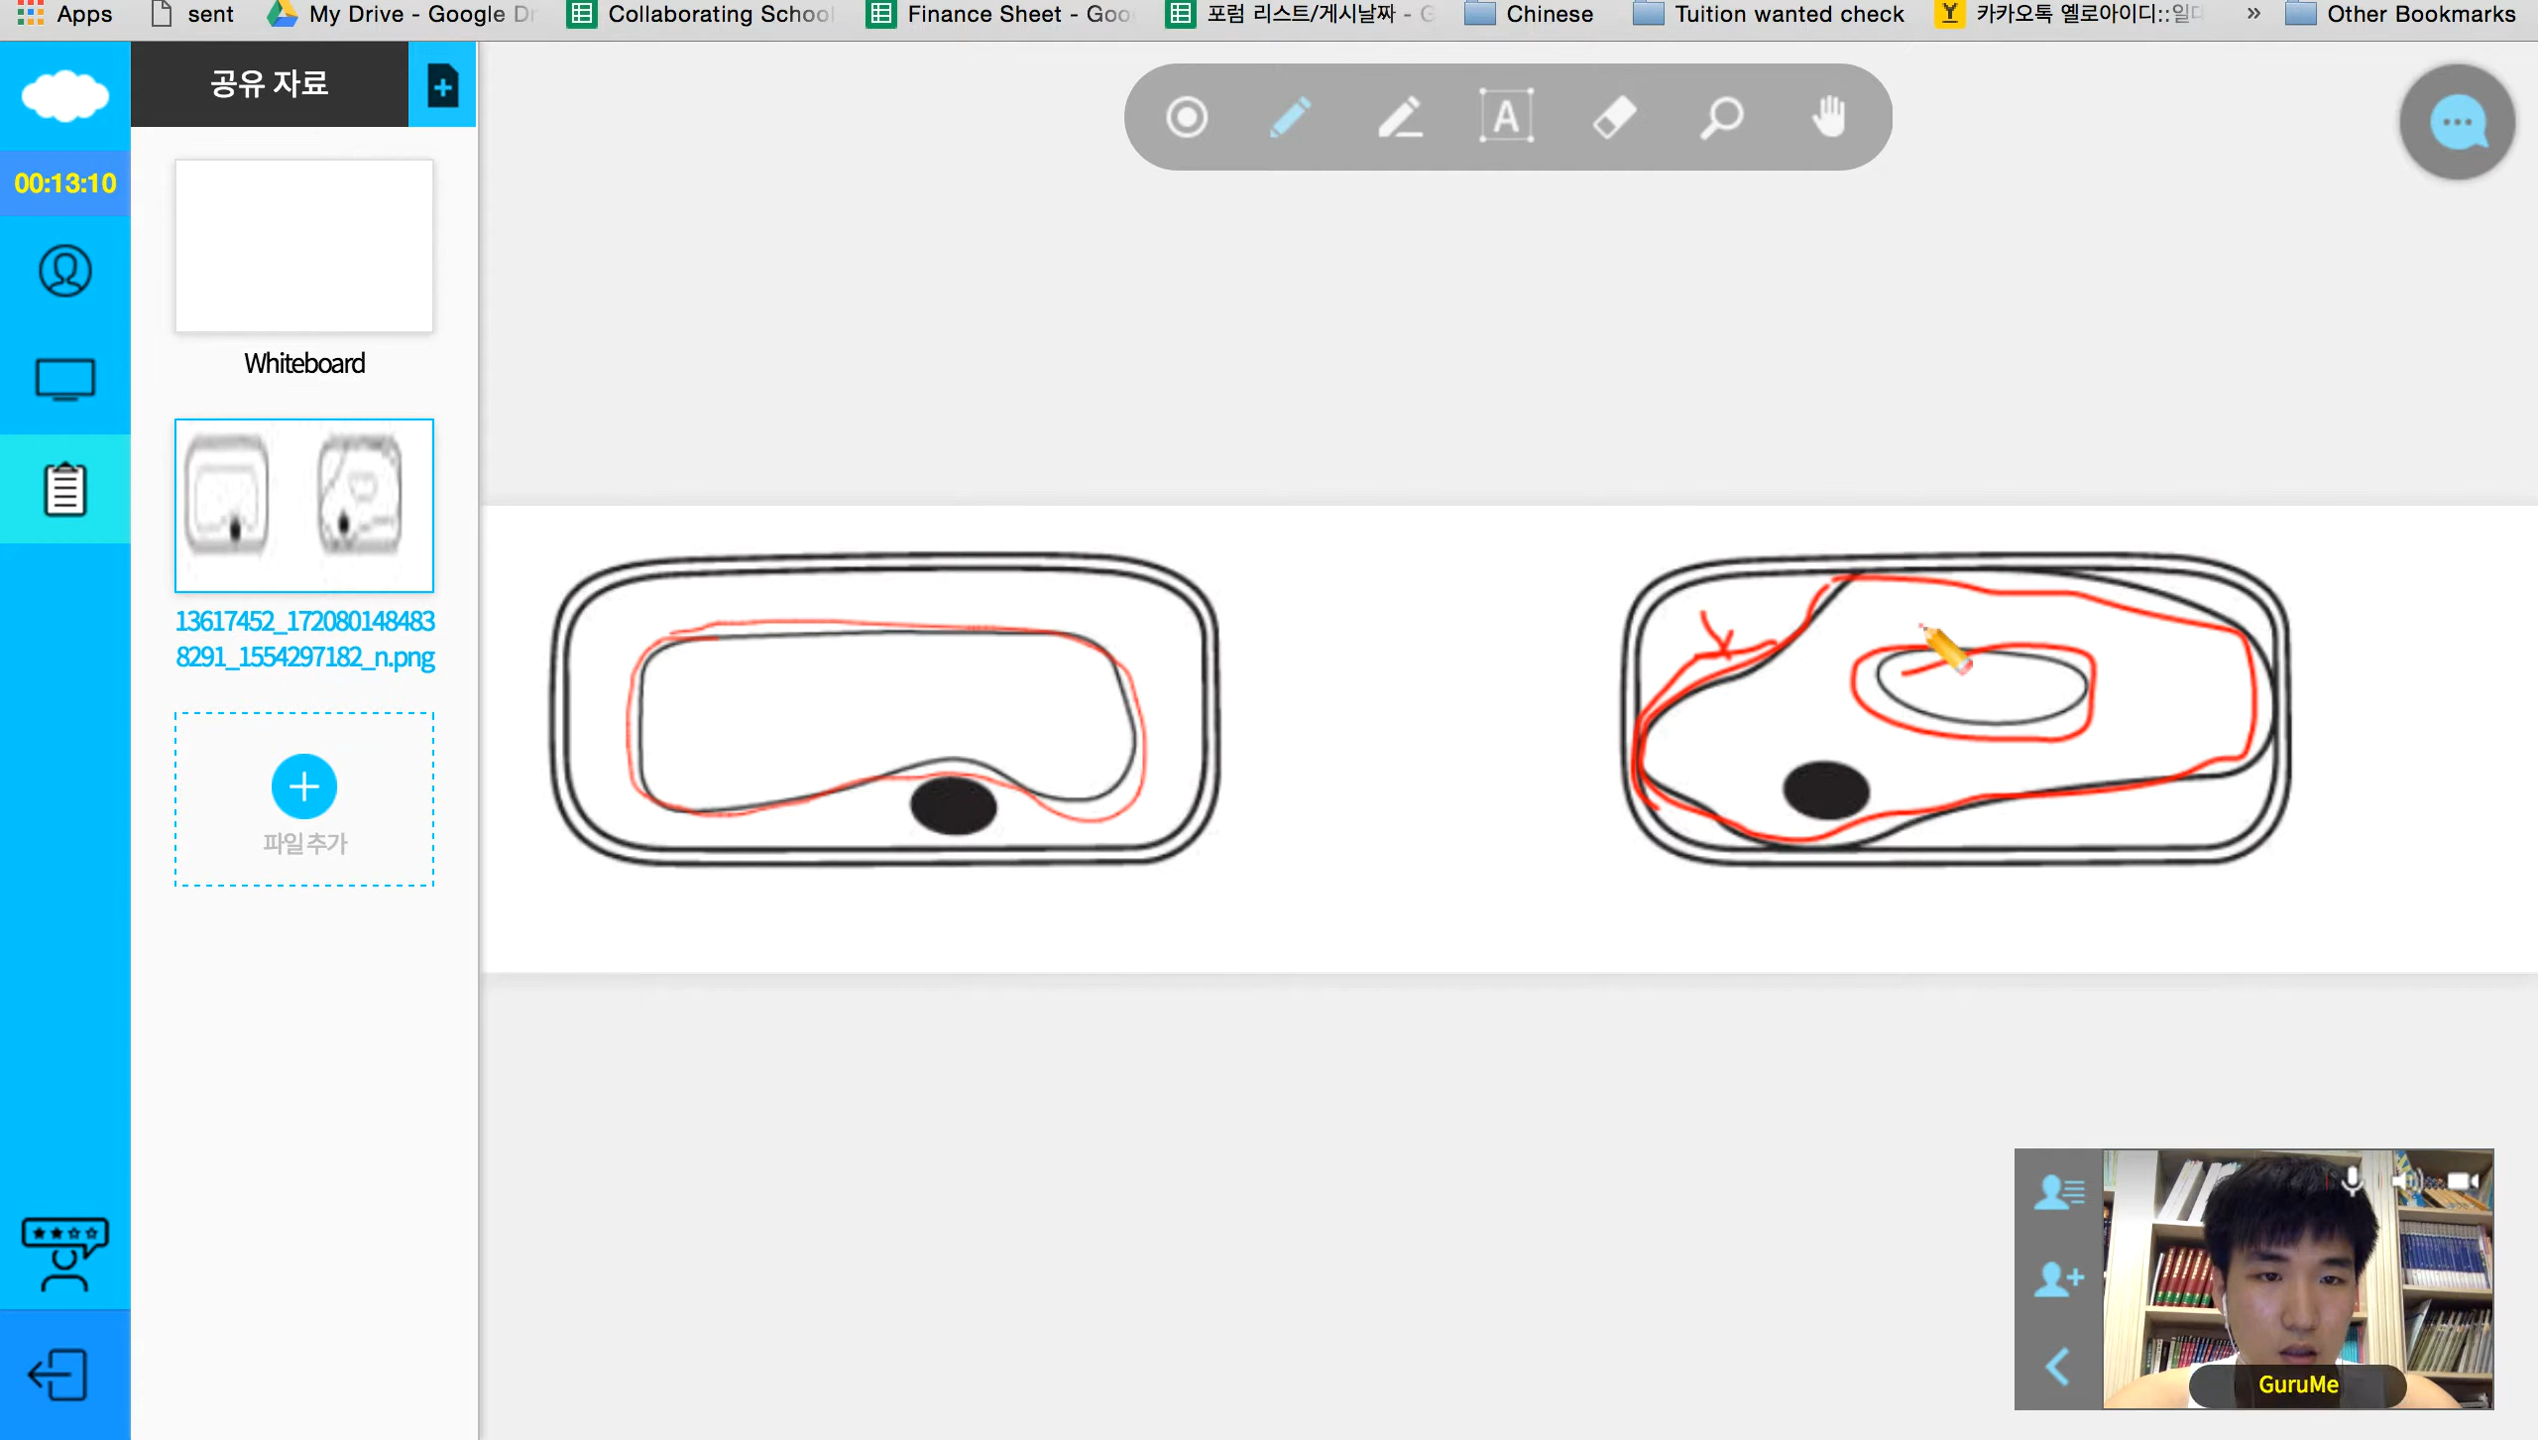 Apps sent My Drive - Google Dr Collaborating School Finance Sheet - Goo 포럼 리스트/게시날짜 - G Chinese Tuition wanted check 카카오톡 옐로아이디::일대 » Other Bookmarks
공유 자료
A
00:13:10
Whiteboard
13617452_172080148483
8291_1554297182_n.png
파일 추가
GuruMe